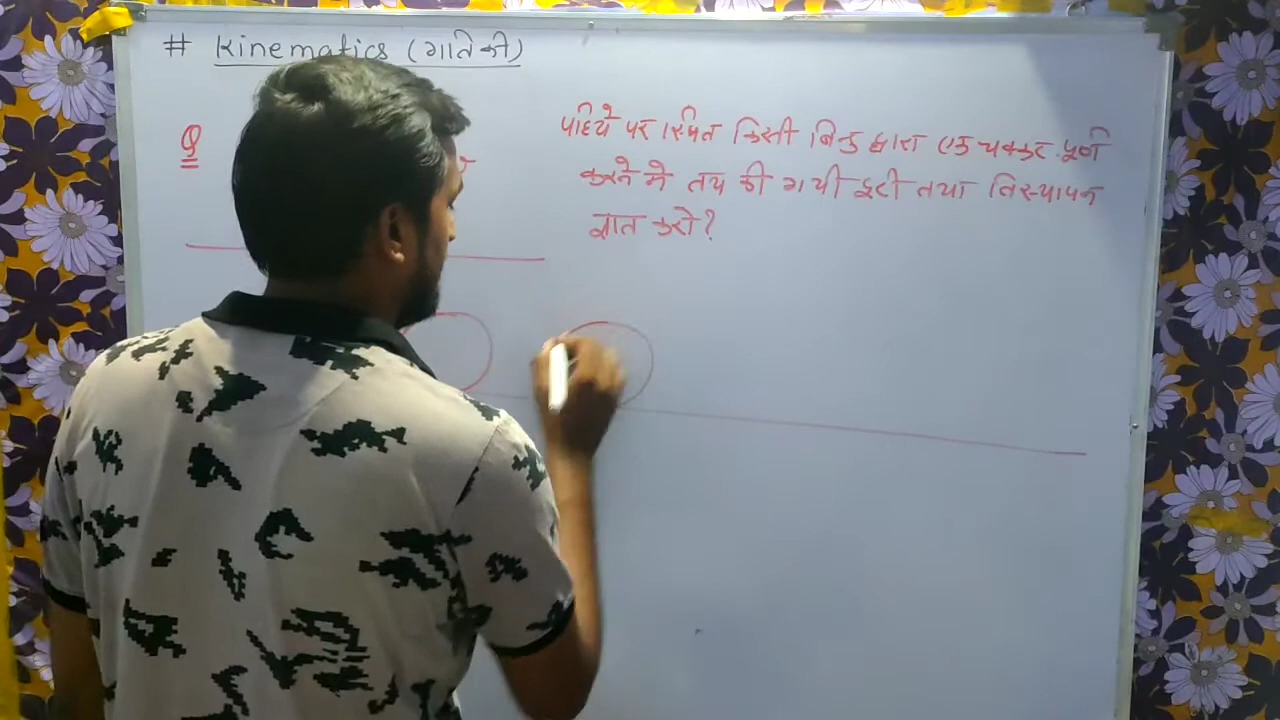 # Kinematics (गतिकी)
Q
पहिये पर स्थित किसी बिन्दु द्वारा एक चक्कर पूर्ण
करने मे तय की गयी दूरी तथा विस्थापन
ज्ञात करो?